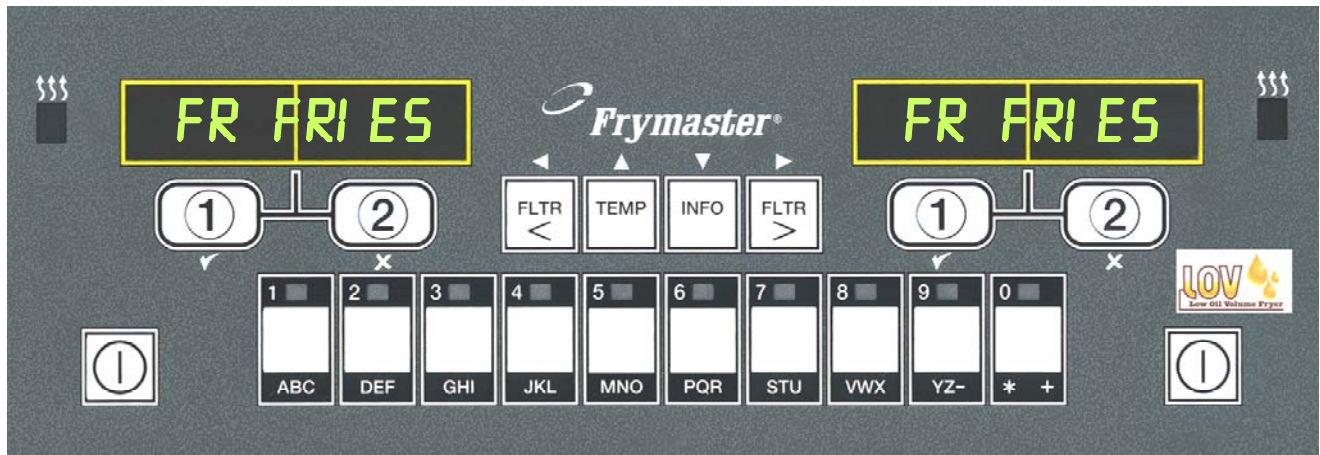 FR FRIES
Frymaster®
FR FRIES
1 2
FLTR < TEMP INFO FLTR >
1 2
LOV
Low Oil Volume Fryer
1 2 3 4 5 6 7 8 9 0
ABC DEF GHI JKL MNO PQR STU VWX YZ- * +